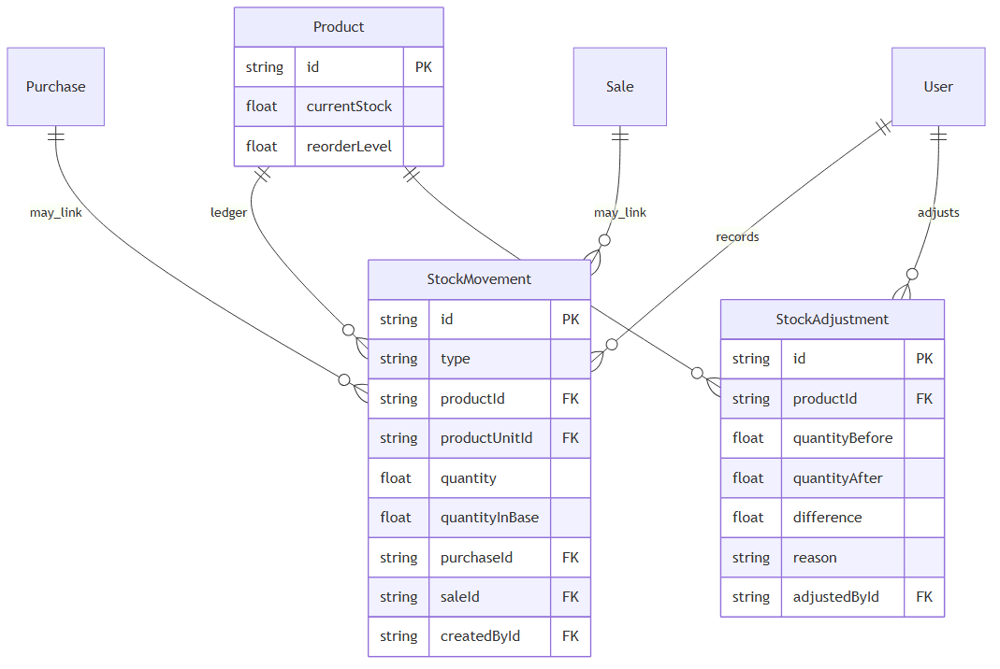 Product
string id PK
float currentStock
float reorderLevel
Purchase
Sale
User
may_link
ledger
may_link
adjusts
records
StockMovement
string id PK
string type
string productId FK
string productUnitId FK
float quantity
float quantityInBase
string purchaseId FK
string saleId FK
string createdById FK
StockAdjustment
string id PK
string productId FK
float quantityBefore
float quantityAfter
float difference
string reason
string adjustedById FK